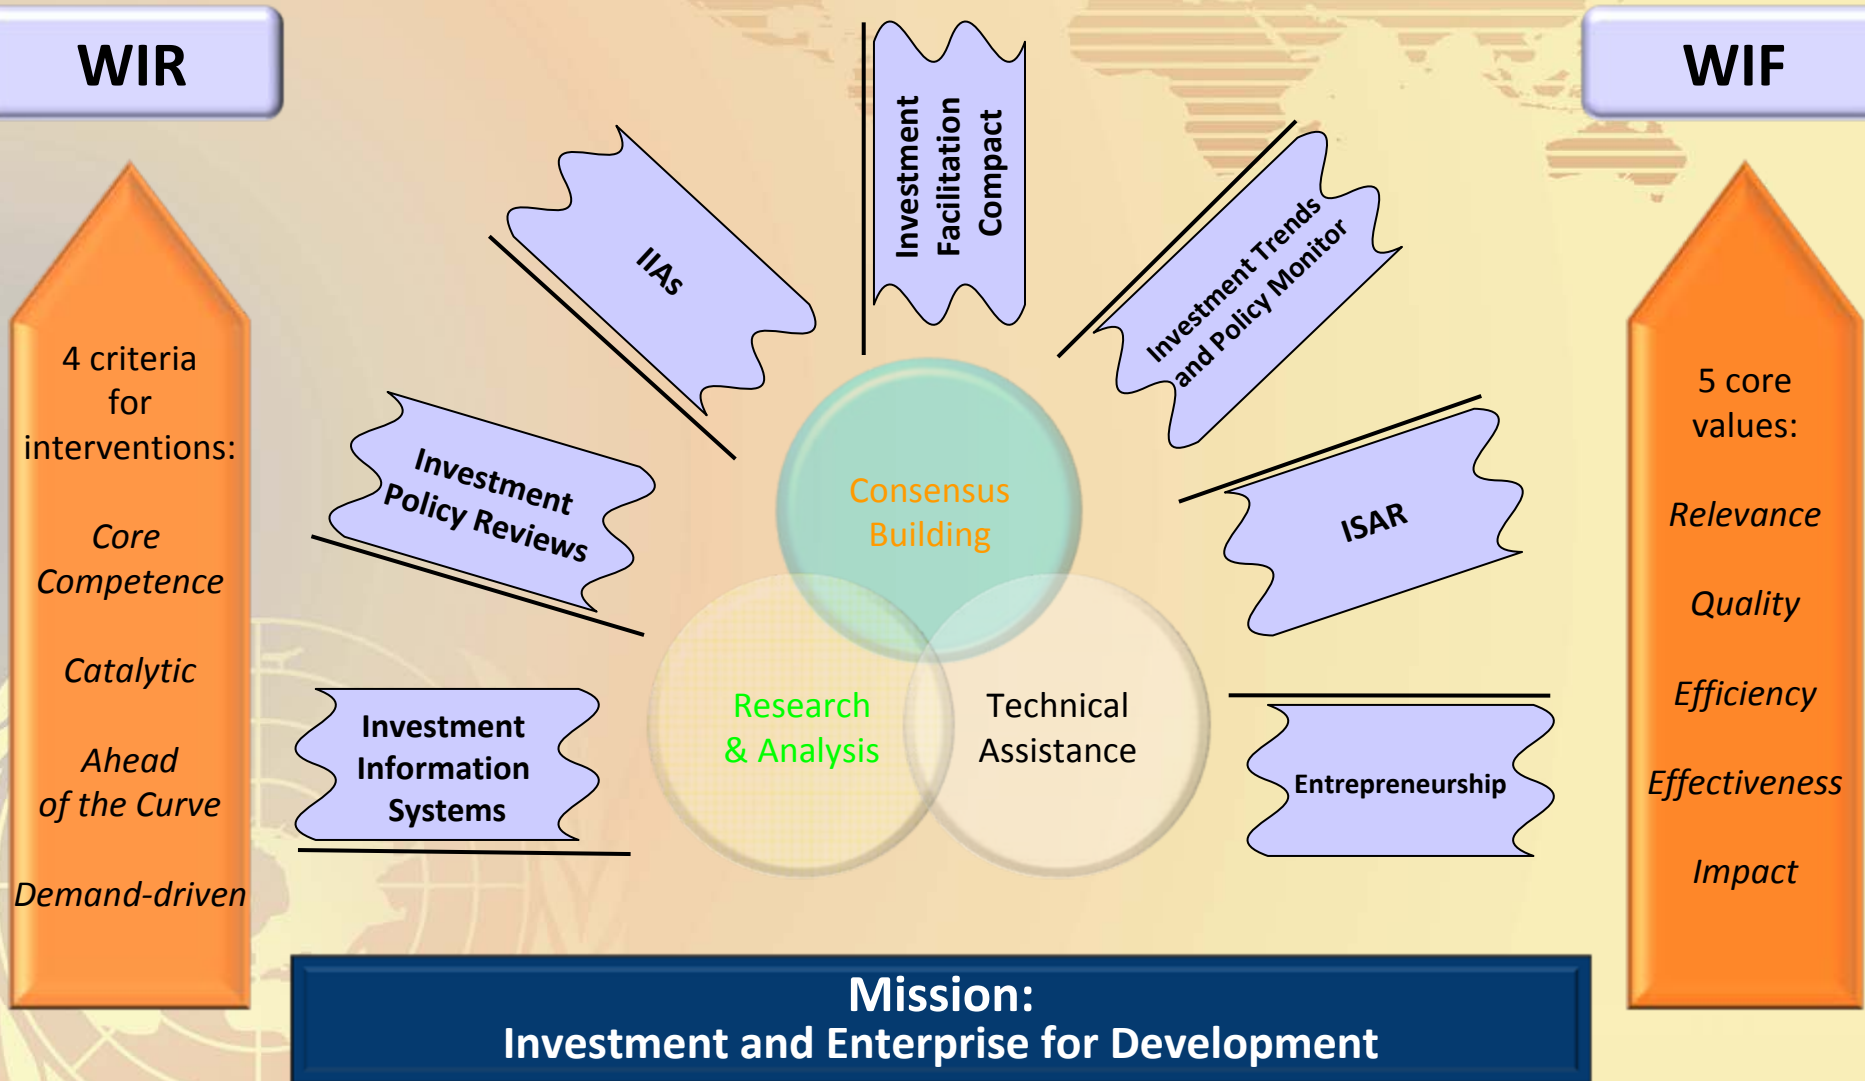 WIR
WIF
4 criteria
for
interventions:
Core
Competence
Catalytic
Ahead
of the Curve
Demand-driven
Investment
Information
Systems
Investment
Policy Reviews
IIAs
Investment
Facilitation
Compact
Investment Trends
and Policy Monitor
ISAR
Entrepreneurship
Consensus
Building
Research
& Analysis
Technical
Assistance
5 core
values:
Relevance
Quality
Efficiency
Effectiveness
Impact
Mission:
Investment and Enterprise for Development